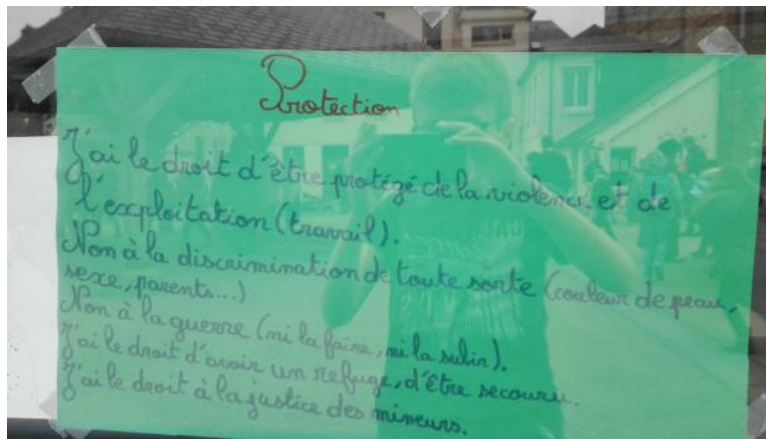 Protection
J'ai le droit d'être protégé de la violence et de
l'exploitation (travail).
Non à la discrimination de toute sorte (couleur de peau,
sexe, parents...)
Non à la guerre (ni la faire, ni la subir).
J'ai le droit d'avoir un refuge, d'être secouru.
J'ai le droit à la justice des mineurs.